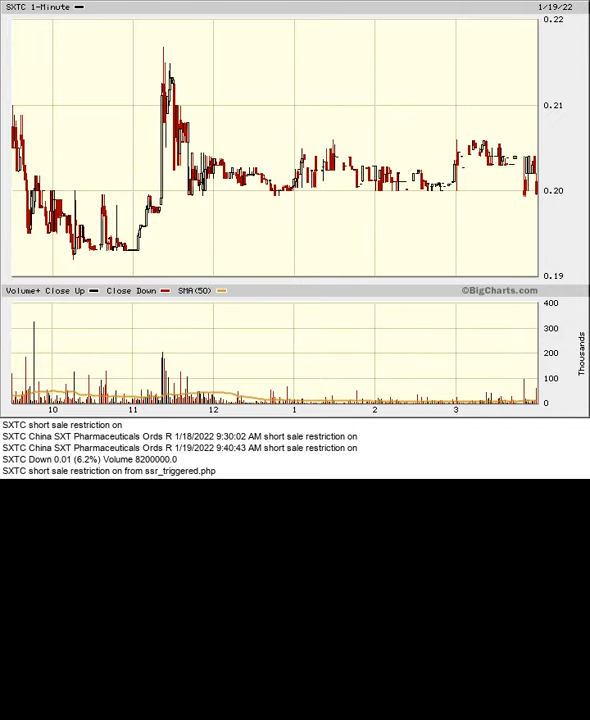 SXTC 1-Minute 1/19/22
0.22
0.21
0.20
0.19
Volume+ Close Up Close Down SMA(50) ©BigCharts.com
400
300
200
100
0
Thousands
10 11 12 1 2 3
SXTC short sale restriction on
SXTC China SXT Pharmaceuticals Ords R 1/18/2022 9:30:02 AM short sale restriction on
SXTC China SXT Pharmaceuticals Ords R 1/19/2022 9:40:43 AM short sale restriction on
SXTC Down 0.01 (6.2%) Volume 8200000.0
SXTC short sale restriction on from ssr_triggered.php